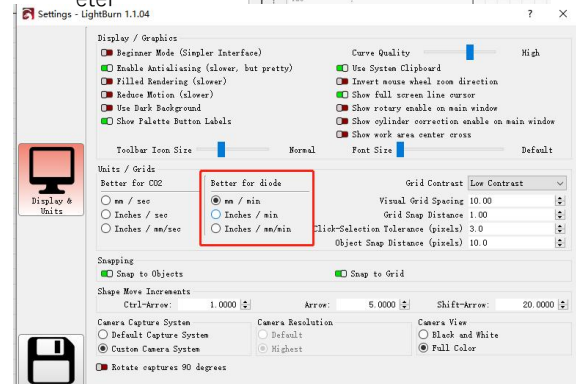 eter
Settings - LightBurn 1.1.04 ? ×
Display / Graphics
Beginner Mode (Simpler Interface) Curve Quality High
Enable Antialiasing (slower, but pretty) Use System Clipboard
Filled Rendering (slower) Invert mouse wheel zoom direction
Reduce Motion (slower) Show full screen line cursor
Use Dark Background Show rotary enable on main window
Show Palette Button Labels Show cylinder correction enable on main window
Show work area center cross
Toolbar Icon Size Normal Font Size Default
Units / Grids
Better for CO2 Better for diode Grid Contrast Low Contrast
mm / sec mm / min Visual Grid Spacing 10.00
Inches / sec Inches / min Grid Snap Distance 1.00
Inches / mm/sec Inches / mm/min Click-Selection Tolerance (pixels) 3.0
Object Snap Distance (pixels) 10.0
Display & Units
Snapping
Snap to Objects Snap to Grid
Shape Move Increments
Ctrl-Arrow: 1.0000 Arrow: 5.0000 Shift-Arrow: 20.0000
Camera Capture System Camera Resolution Camera View
Default Capture System Default Black and White
Custom Camera System Highest Full Color
Rotate captures 90 degrees